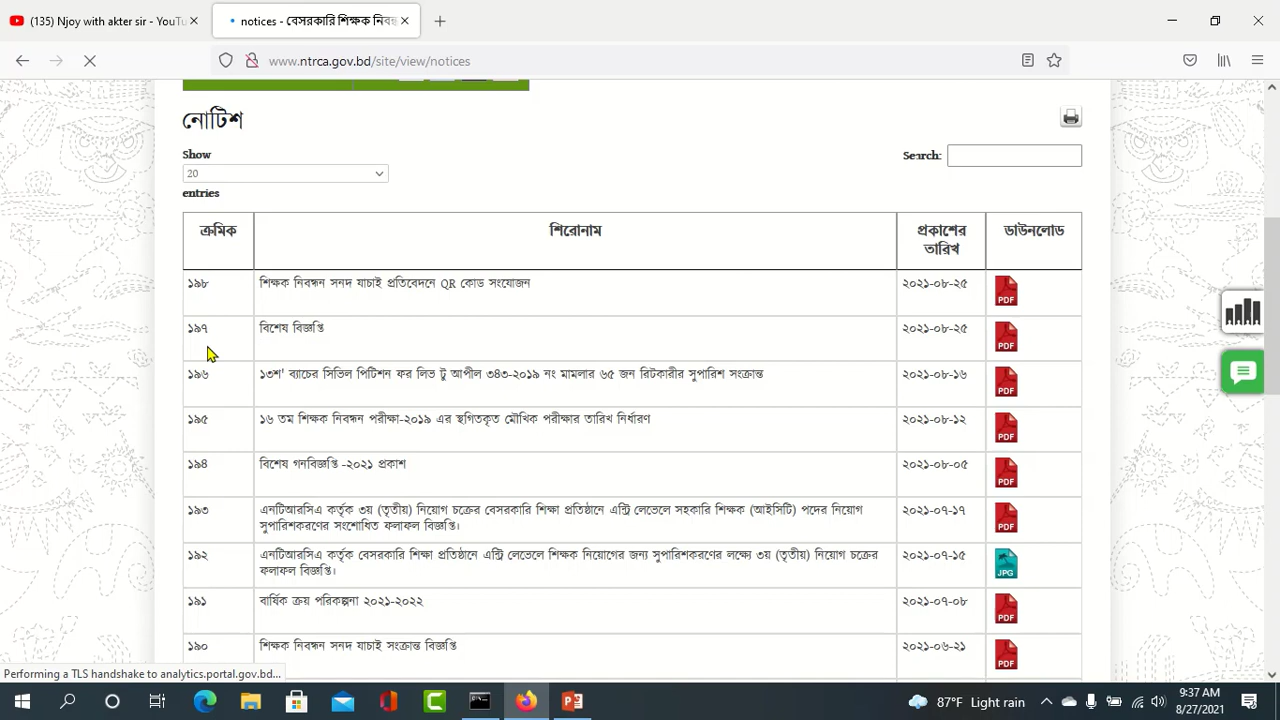 (135) Njoy with akter sir - YouTu
notices - বেসরকারি শিক্ষক নিবন্ধ
www.ntrca.gov.bd/site/view/notices
নোটিশ
Show
Search:
20
entries
ক্রমিক শিরোনাম প্রকাশের তারিখ ডাউনলোড
১৯৮ শিক্ষক নিবন্ধন সনদ যাচাই প্রতিবেদনে QR কোড সংযোজন ২০২১-০৮-২৫ PDF
১৯৭ বিশেষ বিজ্ঞপ্তি ২০২১-০৮-২৫ PDF
১৯৬ ১৩শ' ব্যাচের সিভিল পিটিশন ফর লিভ টু আপীল ৩৪৩-২০১৯ নং মামলার ৬৫ জন রিটকারীর সুপারিশ সংক্রান্ত ২০২১-০৮-১৬ PDF
১৯৫ ১৬ তম শিক্ষক নিবন্ধন পরীক্ষা-২০১৯ এর স্থগিতকৃত মৌখিক পরীক্ষার তারিখ নির্ধারণ ২০২১-০৮-১২ PDF
১৯৪ বিশেষ গনবিজ্ঞপ্তি -২০২১ প্রকাশ ২০২১-০৮-০৫ PDF
১৯৩ এনটিআরসিএ কর্তৃক ৩য় (তৃতীয়) নিয়োগ চক্রের বেসরকারি শিক্ষা প্রতিষ্ঠানে এন্ট্রি লেভেলে সহকারি শিক্ষক (আইসিটি) পদের নিয়োগ ২০২১-০৭-১৭ PDF
সুপারিশকরণের সংশোধিত ফলাফল বিজ্ঞপ্তি।
১৯২ এনটিআরসিএ কর্তৃক বেসরকারি শিক্ষা প্রতিষ্ঠানে এন্ট্রি লেভেলে শিক্ষক নিয়োগের জন্য সুপারিশকরণের লক্ষ্যে ৩য় (তৃতীয়) নিয়োগ চক্রের ২০২১-০৭-১৫ JPG
ফলাফল বিজ্ঞপ্তি।
১৯১ বার্ষিক ক্রয় পরিকল্পনা ২০২১-২০২২ ২০২১-০৭-০৮ PDF
১৯০ শিক্ষক নিবন্ধন সনদ যাচাই সংক্রান্ত বিজ্ঞপ্তি ২০২১-০৬-২১ PDF
Performing a TLS handshake to analytics.portal.gov.bd...
87°F Light rain
9:37 AM
8/27/2021